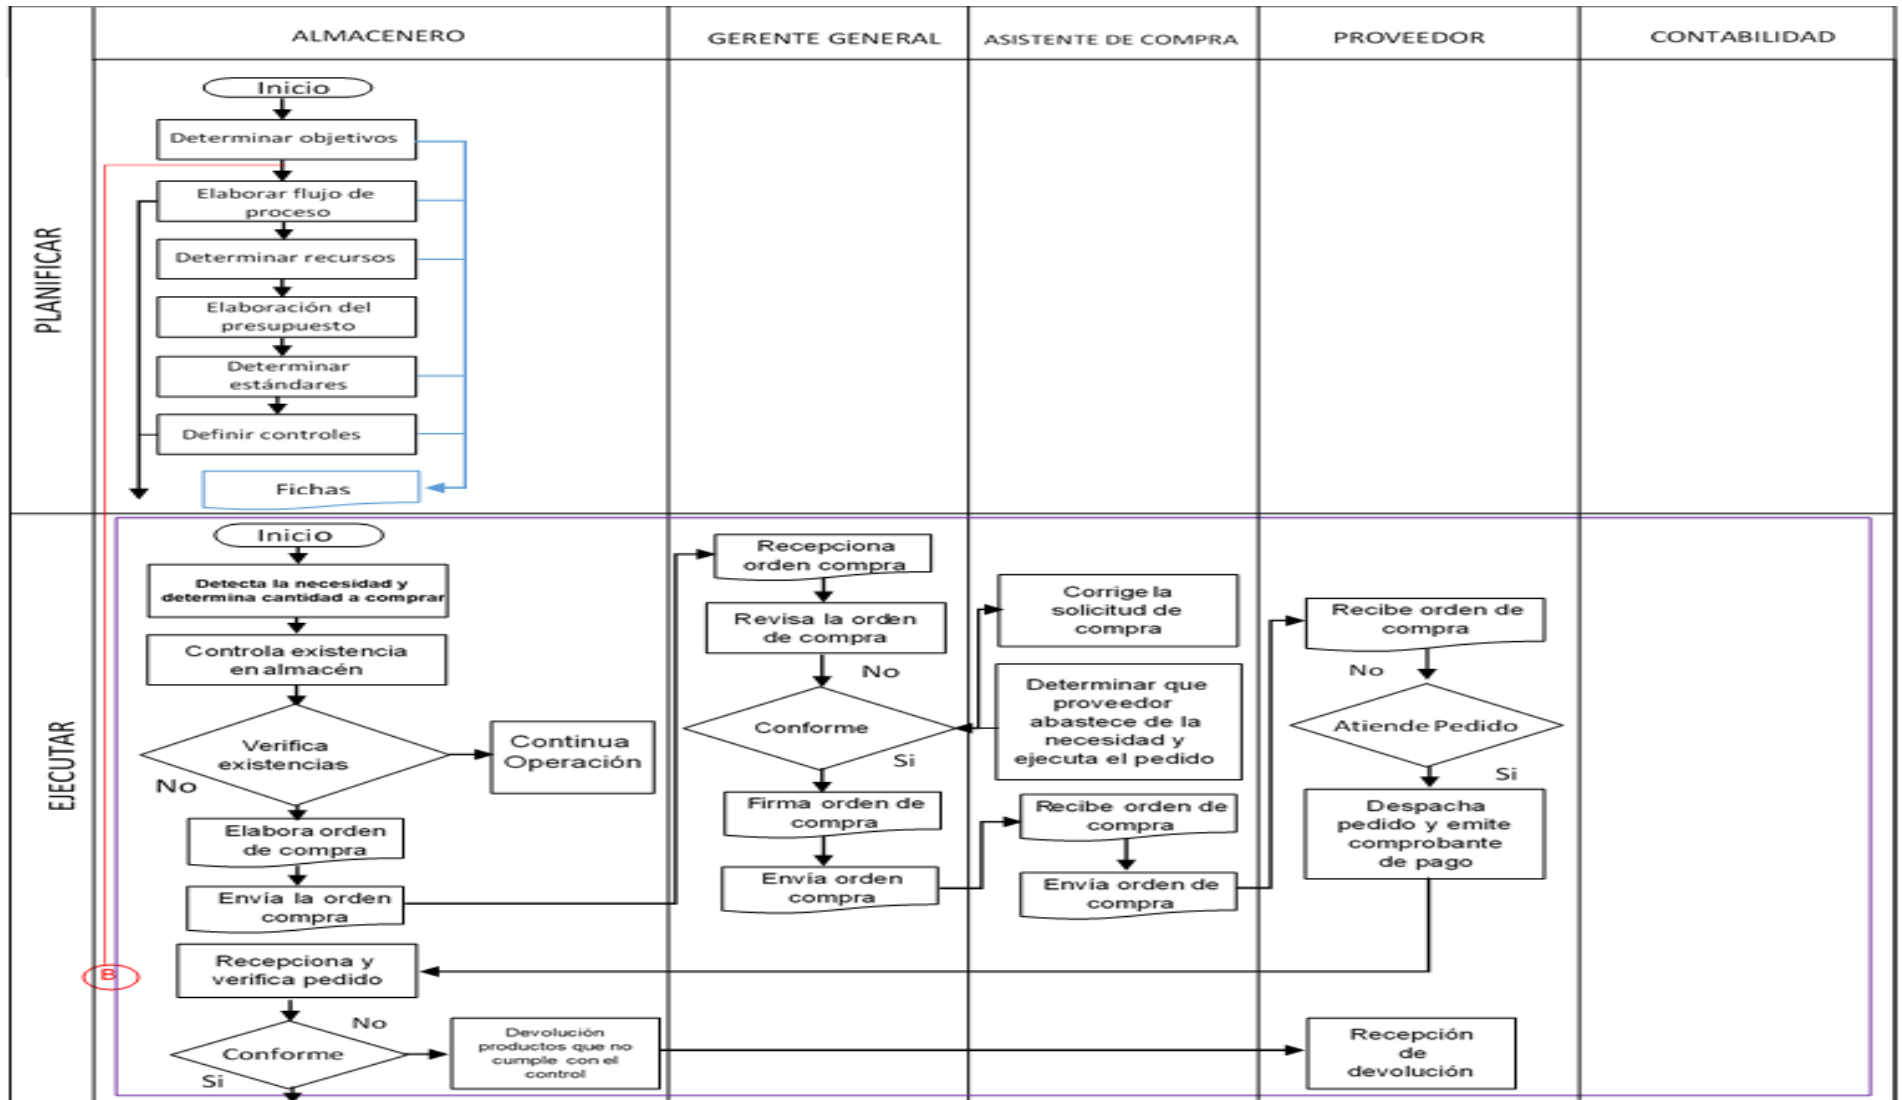 ALMACENERO
GERENTE GENERAL
ASISTENTE DE COMPRA
PROVEEDOR
CONTABILIDAD
PLANIFICAR
Inicio
Determinar objetivos
Elaborar flujo de
proceso
Determinar recursos
Elaboración del
presupuesto
Determinar
estándares
Definir controles
Fichas
EJECUTAR
Inicio
Detecta la necesidad y
determina cantidad a comprar
Controla existencia
en almacén
Verifica
existencias
No
Continua
Operación
Elabora orden
de compra
Envía la orden
compra
B
Recepciona y
verifica pedido
Conforme
No
Si
Devolución
productos que no
cumple con el
control
Recepciona
orden compra
Revisa la orden
de compra
No
Conforme
Si
Firma orden de
compra
Envía orden
compra
Corrige la
solicitud de
compra
Determinar que
proveedor
abastece de la
necesidad y
ejecuta el pedido
Recibe orden de
compra
Envía orden de
compra
Recibe orden de
compra
No
Atiende Pedido
Si
Despacha
pedido y emite
comprobante
de pago
Recepción
de
devolución